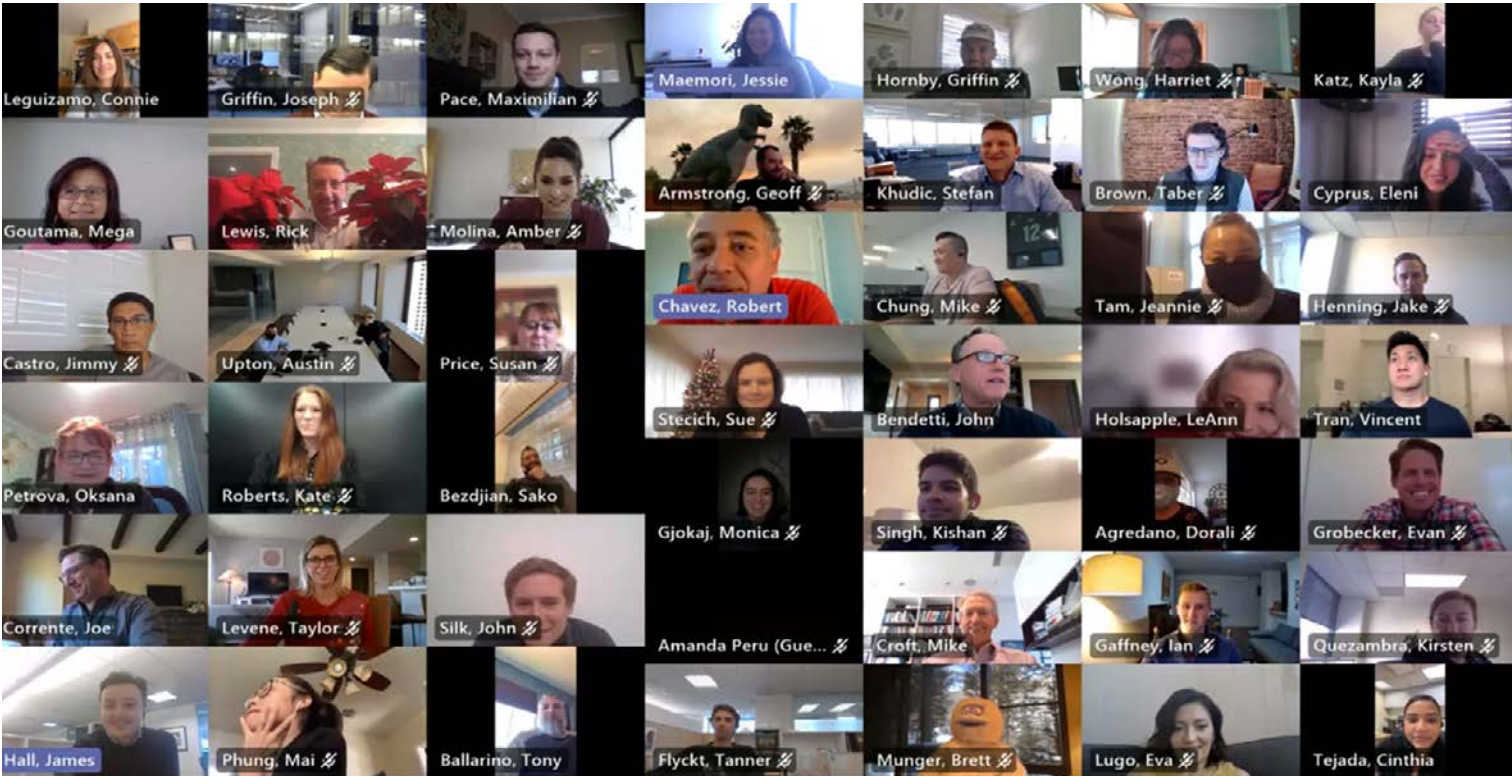 Leguizamo, Connie
Griffin, Joseph
Pace, Maximilian
Maemori, Jessie
Hornby, Griffin
Wong, Harriet
Katz, Kayla
Goutama, Mega
Lewis, Rick
Molina, Amber
Armstrong, Geoff
Khudic, Stefan
Brown, Taber
Cyprus, Eleni
Castro, Jimmy
Upton, Austin
Price, Susan
Chavez, Robert
Chung, Mike
Tam, Jeannie
Henning, Jake
12
Petrova, Oksana
Roberts, Kate
Bezdjian, Sako
Stecich, Sue
Bendetti, John
Holsapple, LeAnn
Tran, Vincent
Corrente, Joe
Levene, Taylor
Silk, John
Gjokaj, Monica
Singh, Kishan
Agredano, Dorali
Grobecker, Evan
Amanda Peru (Gue...
Croft, Mike
Gaffney, Ian
Quezambra, Kirsten
Hall, James
Phung, Mai
Ballarino, Tony
Flyckt, Tanner
Munger, Brett
Lugo, Eva
Tejada, Cinthia